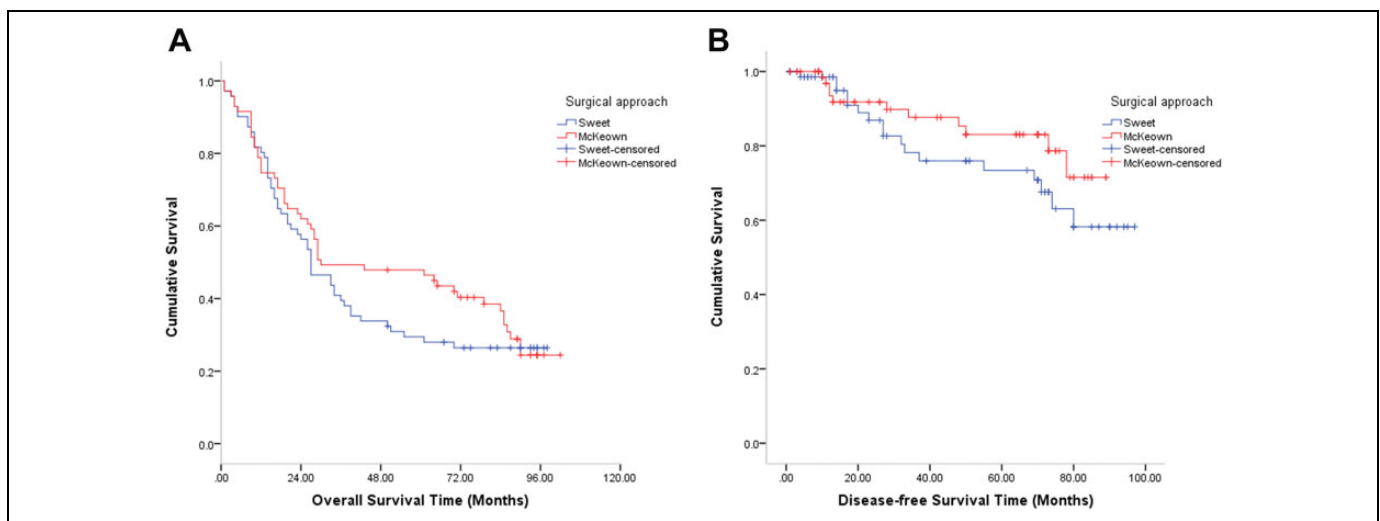 A
1.0
0.8
0.6
0.4
0.2
0.0
Cumulative Survival
Surgical approach
Sweet
McKeown
Sweet-censored
McKeown-censored
.00 24.00 48.00 72.00 96.00 120.00
Overall Survival Time (Months)
B
1.0
0.8
0.6
0.4
0.2
0.0
Cumulative Survival
Surgical approach
Sweet
McKeown
Sweet-censored
McKeown-censored
.00 20.00 40.00 60.00 80.00 100.00
Disease-free Survival Time (Months)